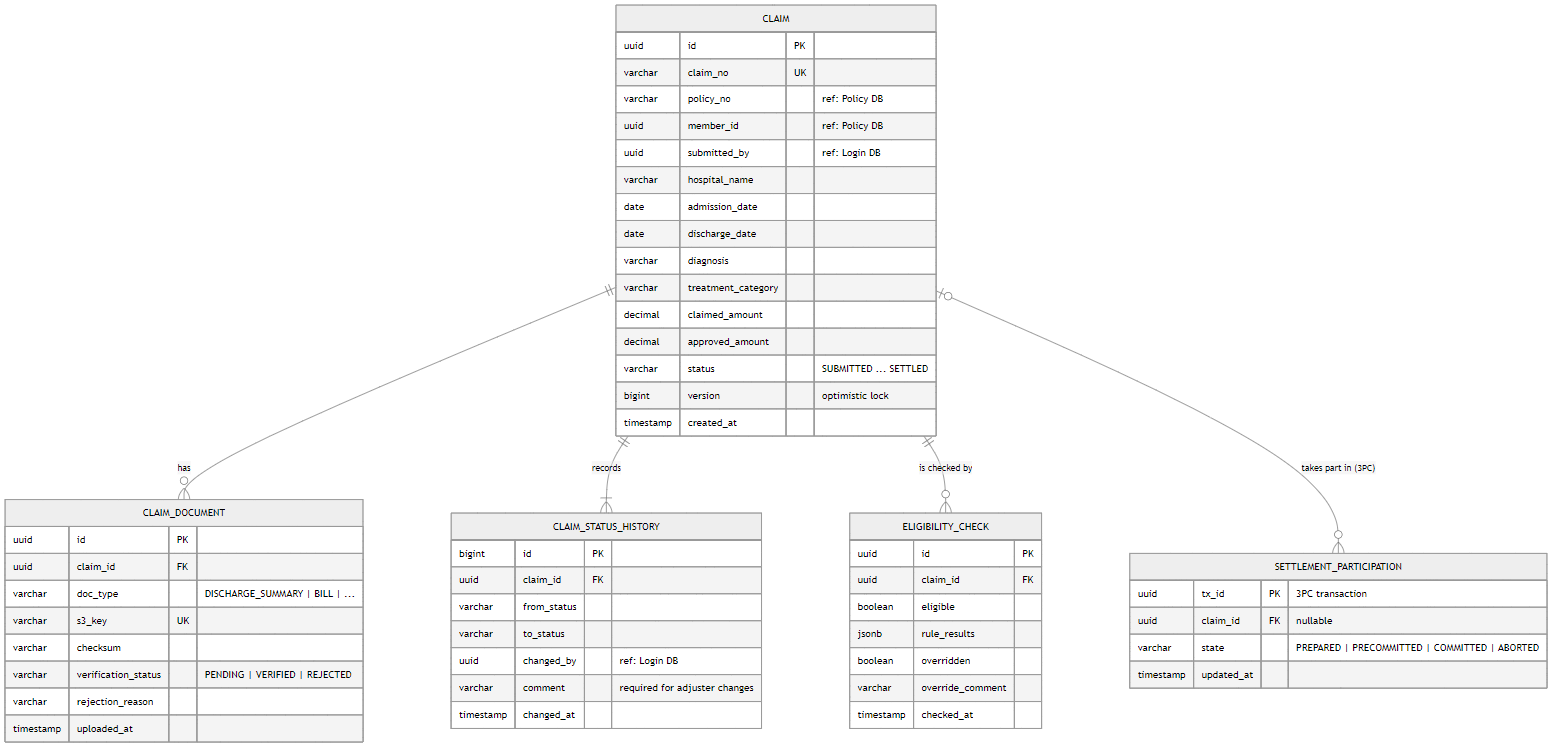 CLAIM
uuid id PK
varchar claim_no UK
varchar policy_no ref: Policy DB
uuid member_id ref: Policy DB
uuid submitted_by ref: Login DB
varchar hospital_name
date admission_date
date discharge_date
varchar diagnosis
varchar treatment_category
decimal claimed_amount
decimal approved_amount
varchar status SUBMITTED ... SETTLED
bigint version optimistic lock
timestamp created_at
has
records
is checked by
takes part in (3PC)
CLAIM_DOCUMENT
uuid id PK
uuid claim_id FK
varchar doc_type DISCHARGE_SUMMARY | BILL | ...
varchar s3_key UK
varchar checksum
varchar verification_status PENDING | VERIFIED | REJECTED
varchar rejection_reason
timestamp uploaded_at
CLAIM_STATUS_HISTORY
bigint id PK
uuid claim_id FK
varchar from_status
varchar to_status
uuid changed_by ref: Login DB
varchar comment required for adjuster changes
timestamp changed_at
ELIGIBILITY_CHECK
uuid id PK
uuid claim_id FK
boolean eligible
jsonb rule_results
boolean overridden
varchar override_comment
timestamp checked_at
SETTLEMENT_PARTICIPATION
uuid tx_id PK 3PC transaction
uuid claim_id FK nullable
varchar state PREPARED | PRECOMMITTED | COMMITTED | ABORTED
timestamp updated_at